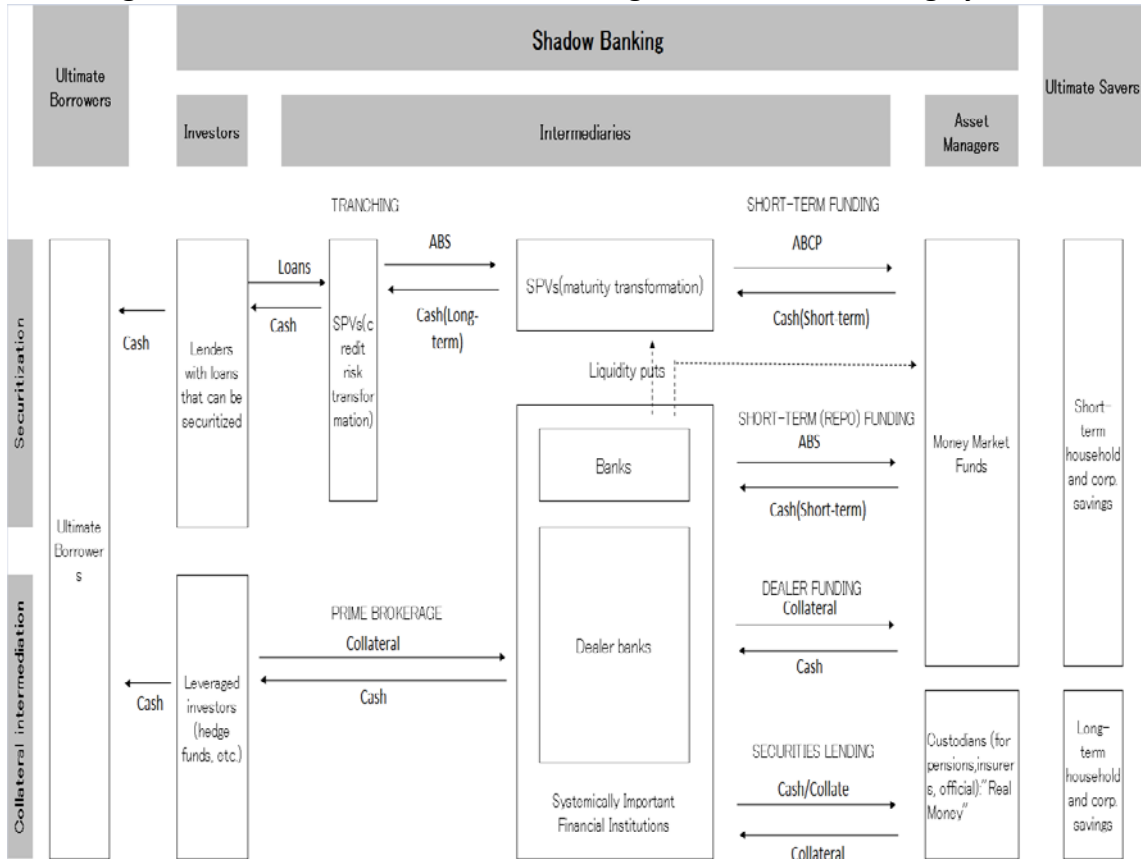 Shadow Banking
Ultimate
Borrowors
Ultimate Savers
Investors
Intermediaries
Asset
Managers
Securitization
Collateral intermediation
TRANCHING
SHORT-TERM FUNDING
Loans
Cash
ABS
Cash(Long-
term)
ABCP
Cash(Short-term)
Cash
Lenders
with loans
that can be
securitized
SPVs(c
redit
risk
transfor
mation)
SPVs(maturity transformation)
Liquidity puts
SHORT-TERM (REPO) FUNDING
ABS
Cash(Short-term)
Banks
Money Market
Funds
Short-
term
household
and corp.
savings
Ultimate
Borrower
s
DEALER FUNDING
Collateral
Cash
PRIME BROKERAGE
Collateral
Cash
Dealer banks
Cash
Leveraged
investors
(hedge
funds, etc.)
SECURITIES LENDING
Cash/Collate
Collateral
Systemically Important
Financial Institutions
Custodians (for
pensions,insurer
s, official):"Real
Money"
Long-
term
household
and corp.
savings